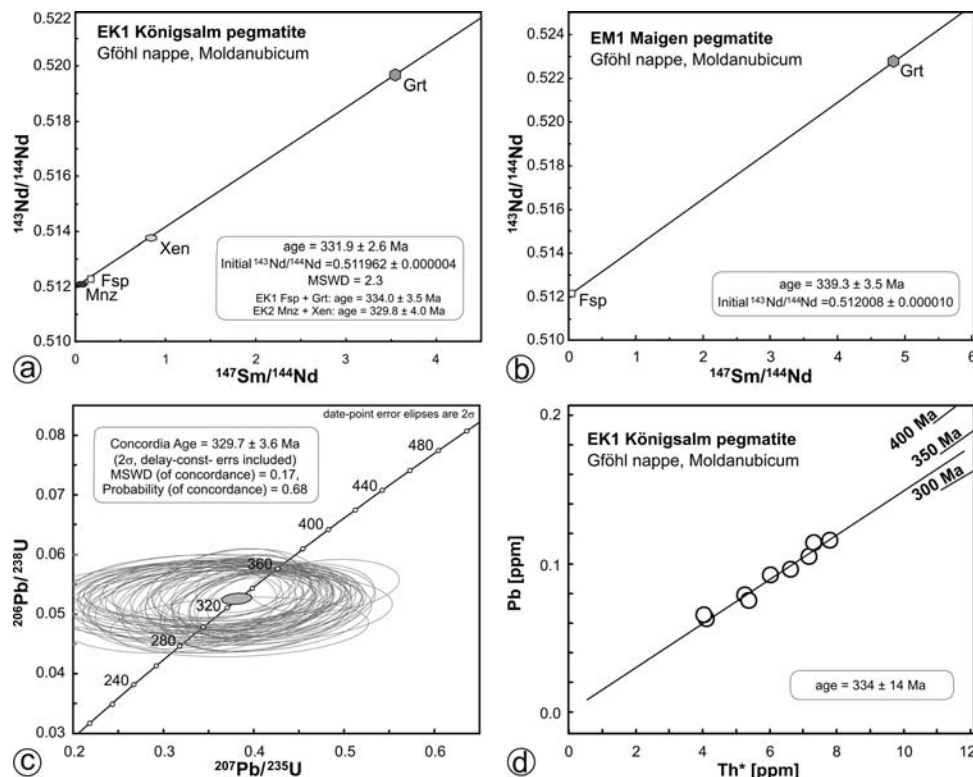 EK1 Königsalm pegmatite
Gföhl nappe, Moldanubicum
0.522
0.520
0.518
0.516
0.514
0.512
0.510
143Nd/144Nd
Grt
Xen
Fsp
Mnz
age = 331.9 ± 2.6 Ma
Initial 143Nd/144Nd =0.511962 ± 0.000004
MSWD = 2.3
EK1 Fsp + Grt: age = 334.0 ± 3.5 Ma
EK2 Mnz + Xen: age = 329.8 ± 4.0 Ma
0 1 2 3 4
147Sm/144Nd
a
EM1 Maigen pegmatite
Gföhl nappe, Moldanubicum
0.524
0.522
0.520
0.518
0.516
0.514
0.512
0.510
143Nd/144Nd
Grt
Fsp
age = 339.3 ± 3.5 Ma
Initial 143Nd/144Nd =0.512008 ± 0.000010
0 1 2 3 4 5 6
147Sm/144Nd
b
date-point error elipses are 2σ
Concordia Age = 329.7 ± 3.6 Ma
(2σ, delay-const- errs included)
MSWD (of concordance) = 0.17,
Probability (of concordance) = 0.68
0.08
0.07
0.06
0.05
0.04
0.03
206Pb/238U
480
440
400
360
320
280
240
0.2 0.3 0.4 0.5 0.6
207Pb/235U
c
EK1 Königsalm pegmatite
Gföhl nappe, Moldanubicum
400 Ma
350 Ma
300 Ma
0.2
0.1
0.0
Pb [ppm]
age = 334 ± 14 Ma
0 2 4 6 8 10 12
Th* [ppm]
d